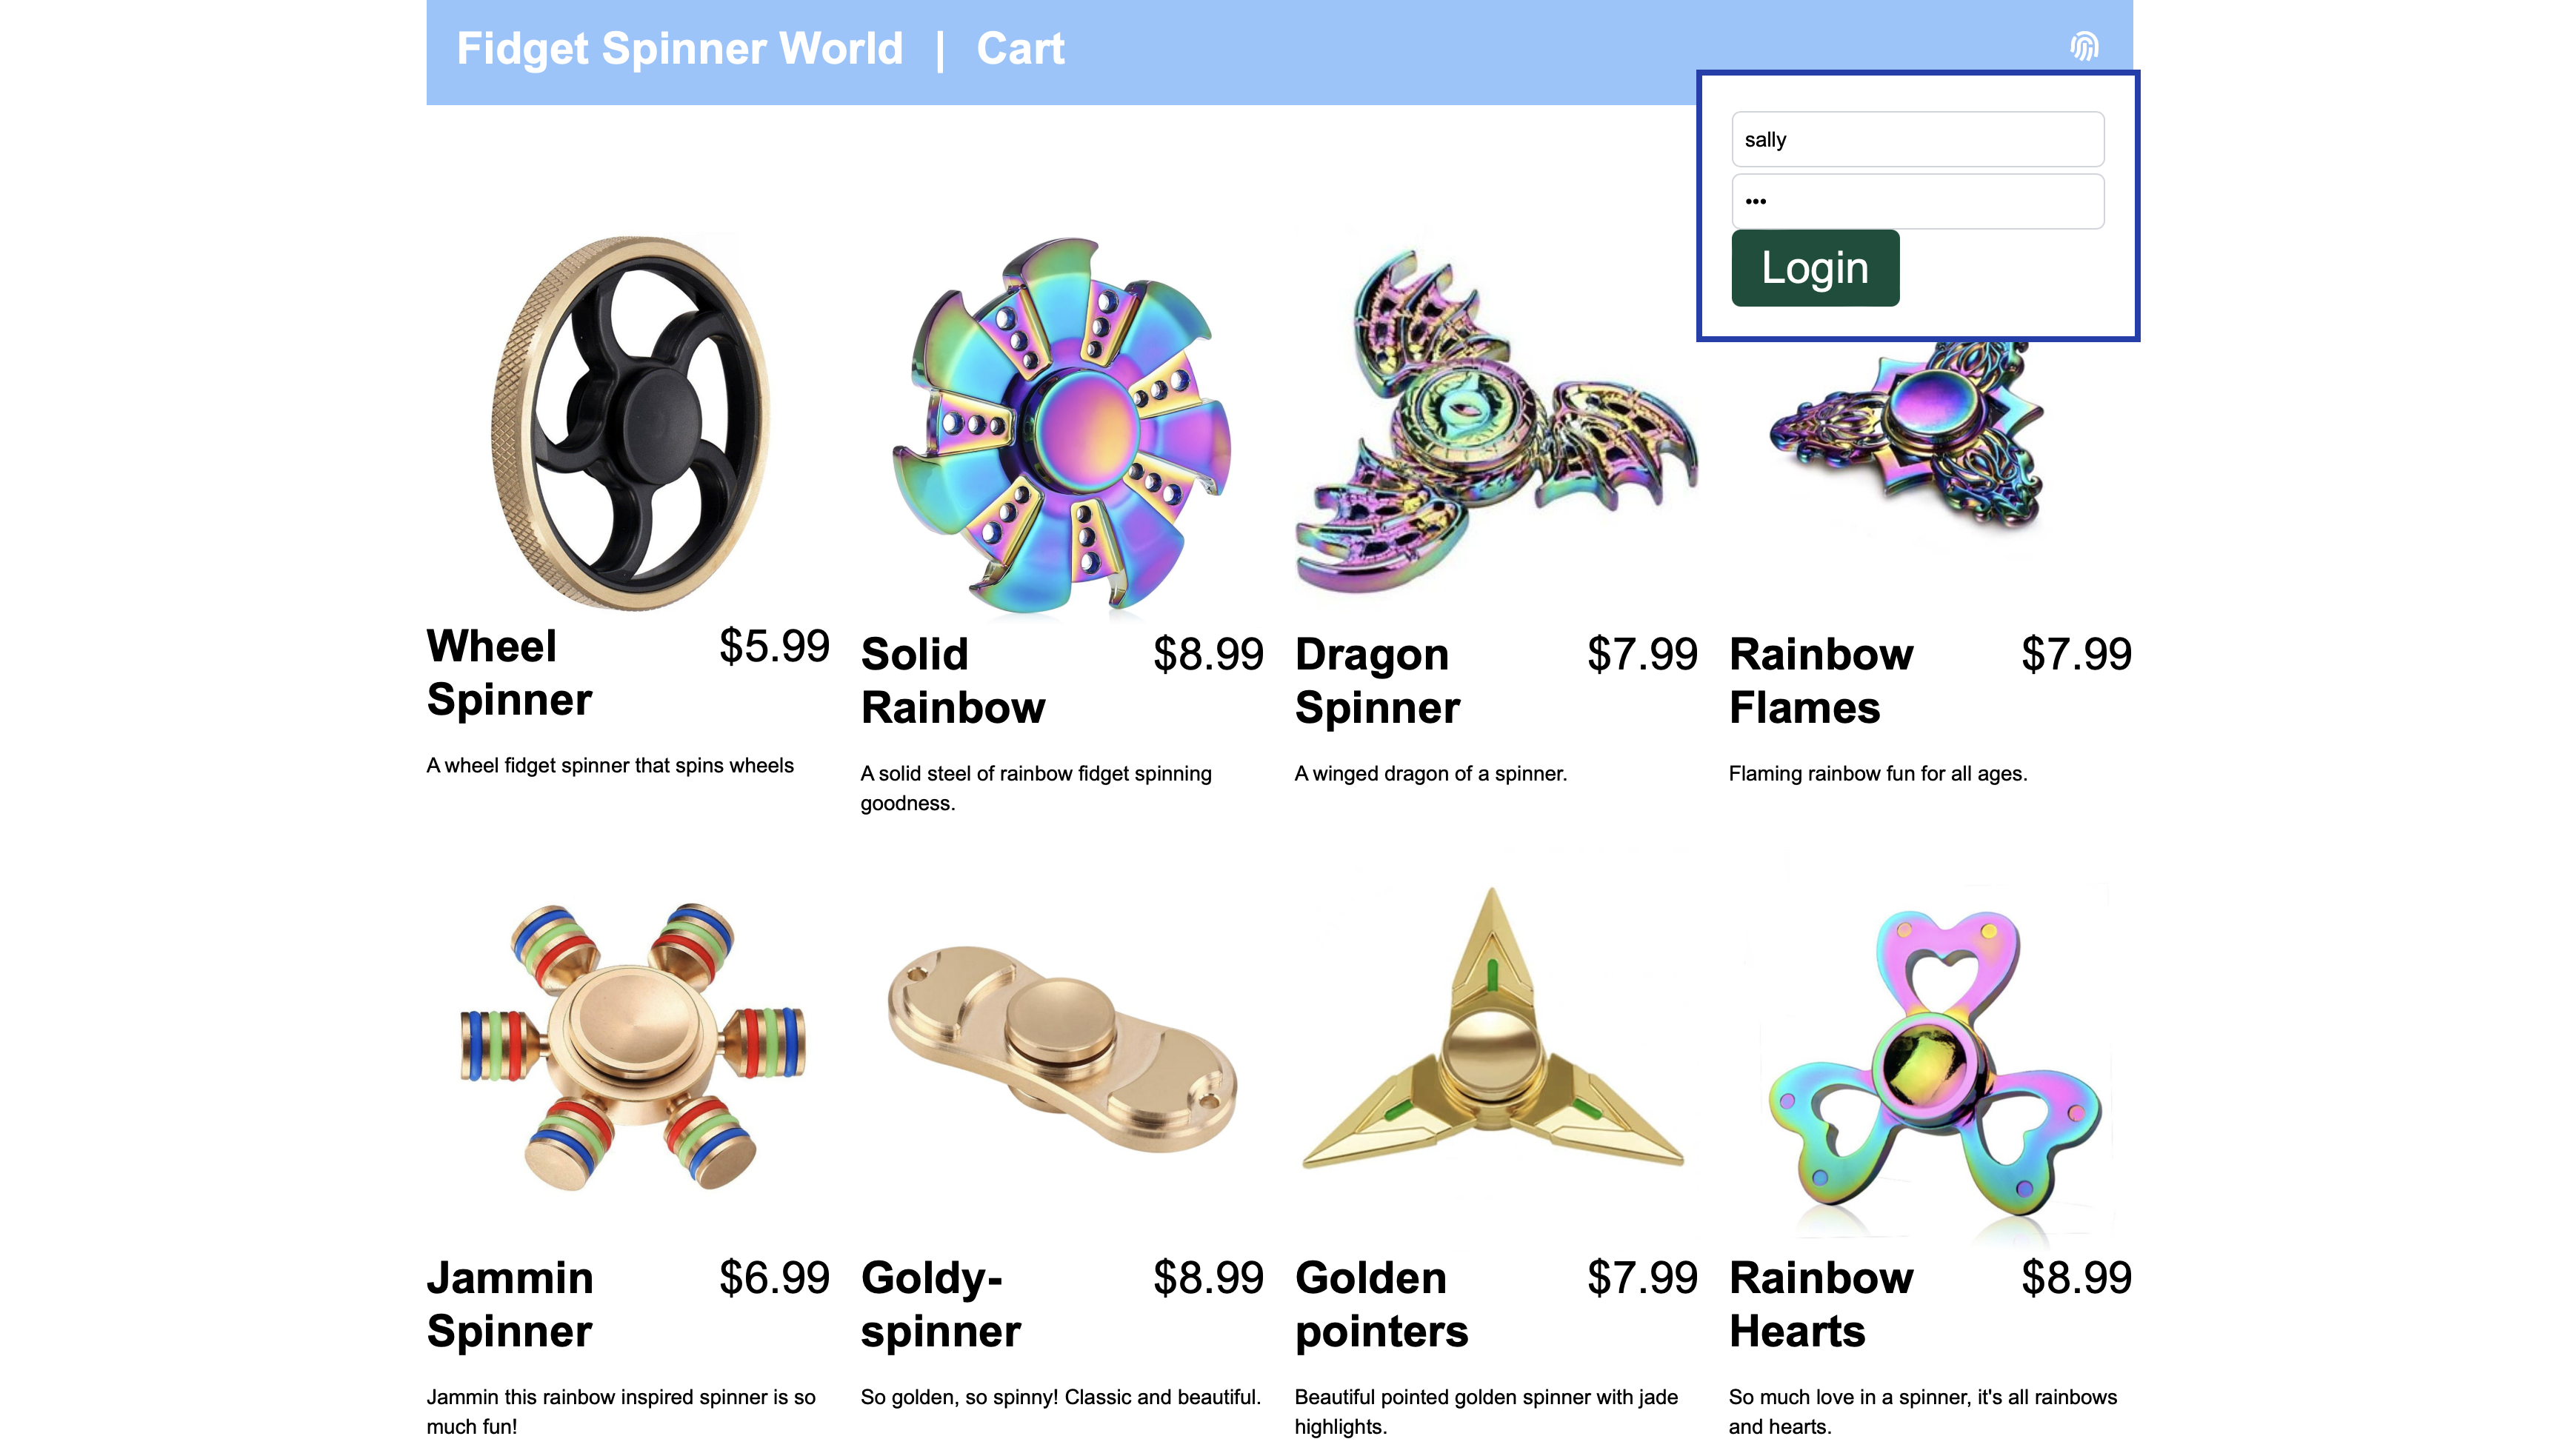 Fidget Spinner World | Cart
sally
•••
Login
Wheel
Spinner
$5.99
A wheel fidget spinner that spins wheels
Solid
Rainbow
$8.99
A solid steel of rainbow fidget spinning
goodness.
Dragon
Spinner
$7.99
A winged dragon of a spinner.
Rainbow
Flames
$7.99
Flaming rainbow fun for all ages.
Jammin
Spinner
$6.99
Jammin this rainbow inspired spinner is so
much fun!
Goldy-
spinner
$8.99
So golden, so spinny! Classic and beautiful.
Golden
pointers
$7.99
Beautiful pointed golden spinner with jade
highlights.
Rainbow
Hearts
$8.99
So much love in a spinner, it's all rainbows
and hearts.